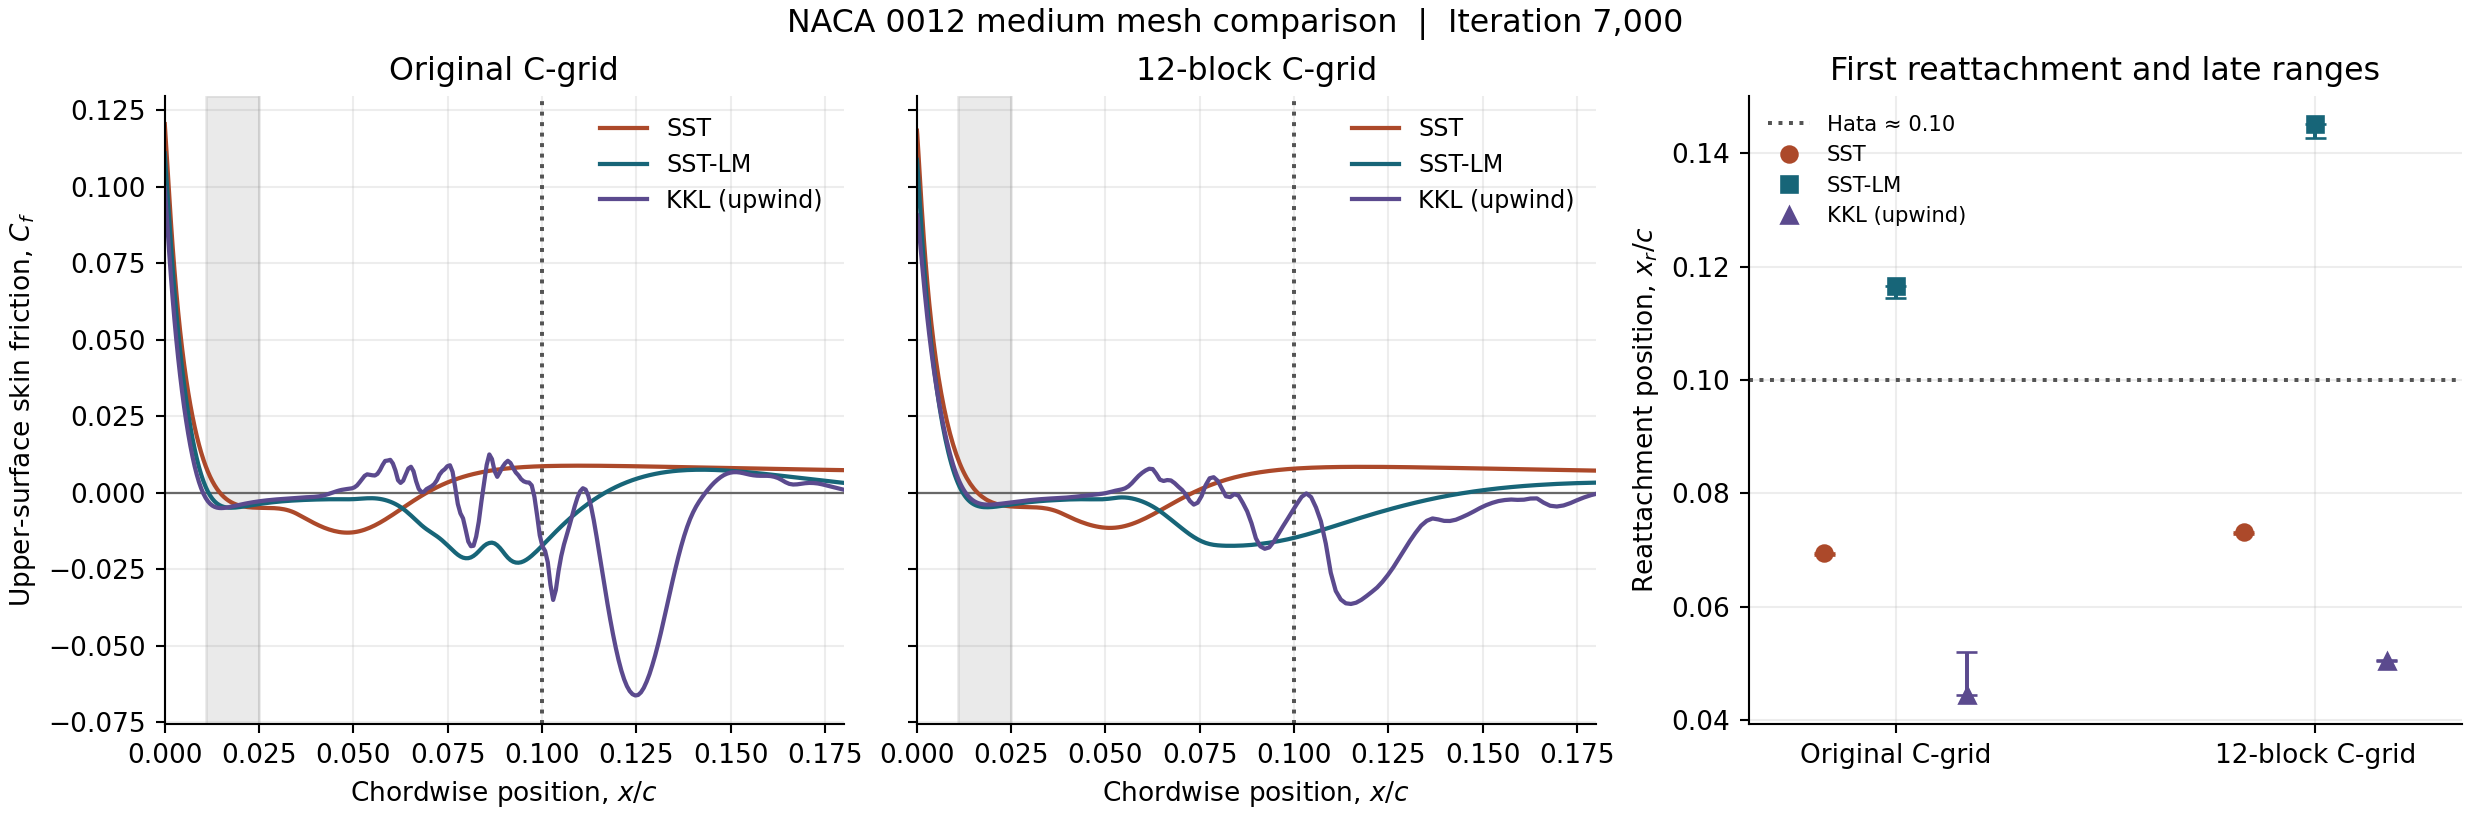 NACA 0012 medium mesh comparison | Iteration 7,000
Original C-grid
Upper-surface skin friction, C_f
0.125
0.100
0.075
0.050
0.025
0.000
−0.025
−0.050
−0.075
SST
SST-LM
KKL (upwind)
0.000 0.025 0.050 0.075 0.100 0.125 0.150 0.175
Chordwise position, x/c
12-block C-grid
SST
SST-LM
KKL (upwind)
0.000 0.025 0.050 0.075 0.100 0.125 0.150 0.175
Chordwise position, x/c
First reattachment and late ranges
Reattachment position, x_r/c
0.14
0.12
0.10
0.08
0.06
0.04
Hata ≈ 0.10
SST
SST-LM
KKL (upwind)
Original C-grid 12-block C-grid